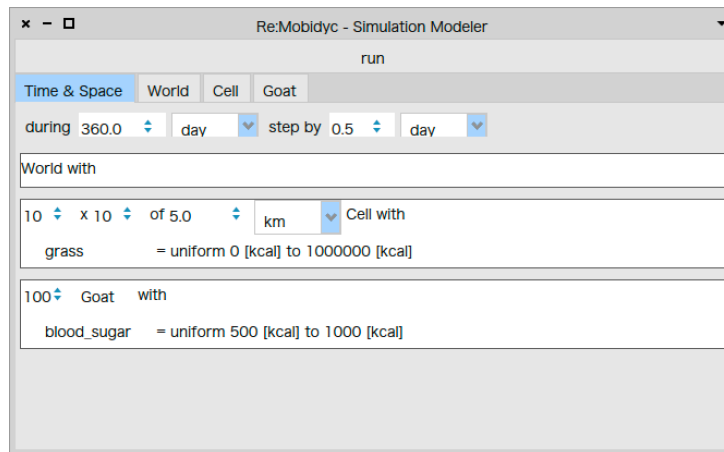 Re:Mobidyc - Simulation Modeler
run
Time & Space World Cell Goat
during 360.0 day step by 0.5 day
World with
10 x 10 of 5.0 km Cell with
grass = uniform 0 [kcal] to 1000000 [kcal]
100 Goat with
blood_sugar = uniform 500 [kcal] to 1000 [kcal]